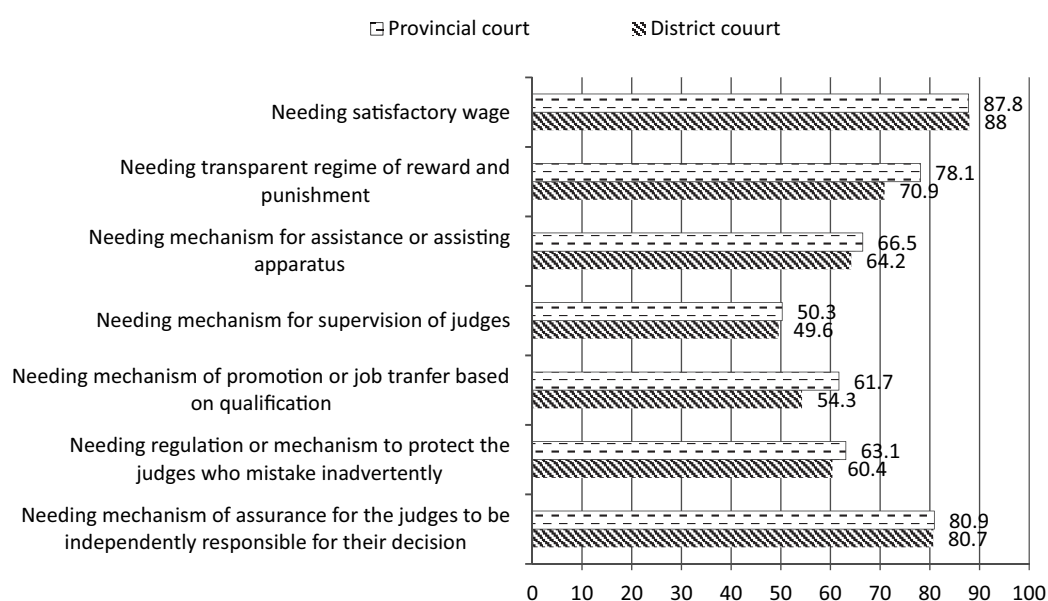 Provincial court District couurt
Needing satisfactory wage
87.8
88
Needing transparent regime of reward and
punishment
78.1
70.9
Needing mechanism for assistance or assisting
apparatus
66.5
64.2
Needing mechanism for supervision of judges
50.3
49.6
Needing mechanism of promotion or job tranfer based
on qualification
61.7
54.3
Needing regulation or mechanism to protect the
judges who mistake inadvertently
63.1
60.4
Needing mechanism of assurance for the judges to be
independently responsible for their decision
80.9
80.7
0 10 20 30 40 50 60 70 80 90 100